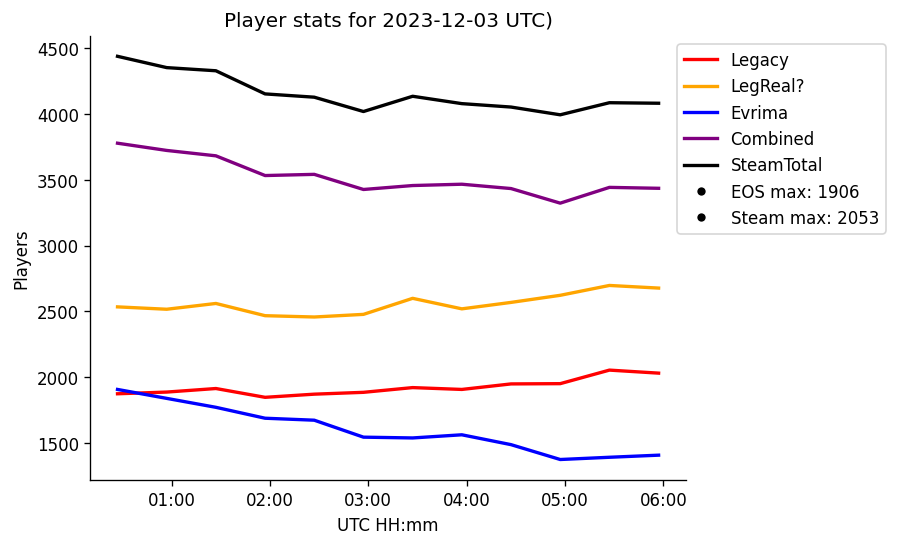 Player stats for 2023-12-03 UTC)
4500
4000
3500
3000
2500
2000
1500
Players
01:00
02:00
03:00
04:00
05:00
06:00
UTC HH:mm
Legacy
LegReal?
Evrima
Combined
SteamTotal
EOS max: 1906
Steam max: 2053